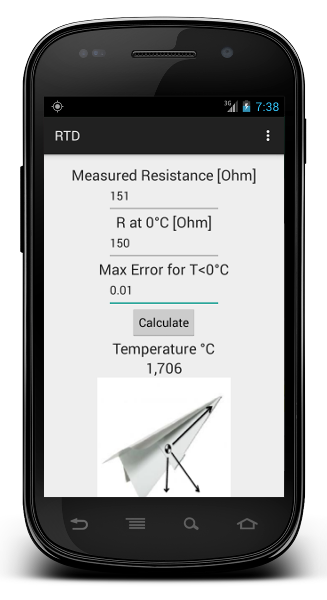 3G 7:38
RTD
Measured Resistance [Ohm]
151
R at 0°C [Ohm]
150
Max Error for T<0°C
0.01
Calculate
Temperature °C
1,706